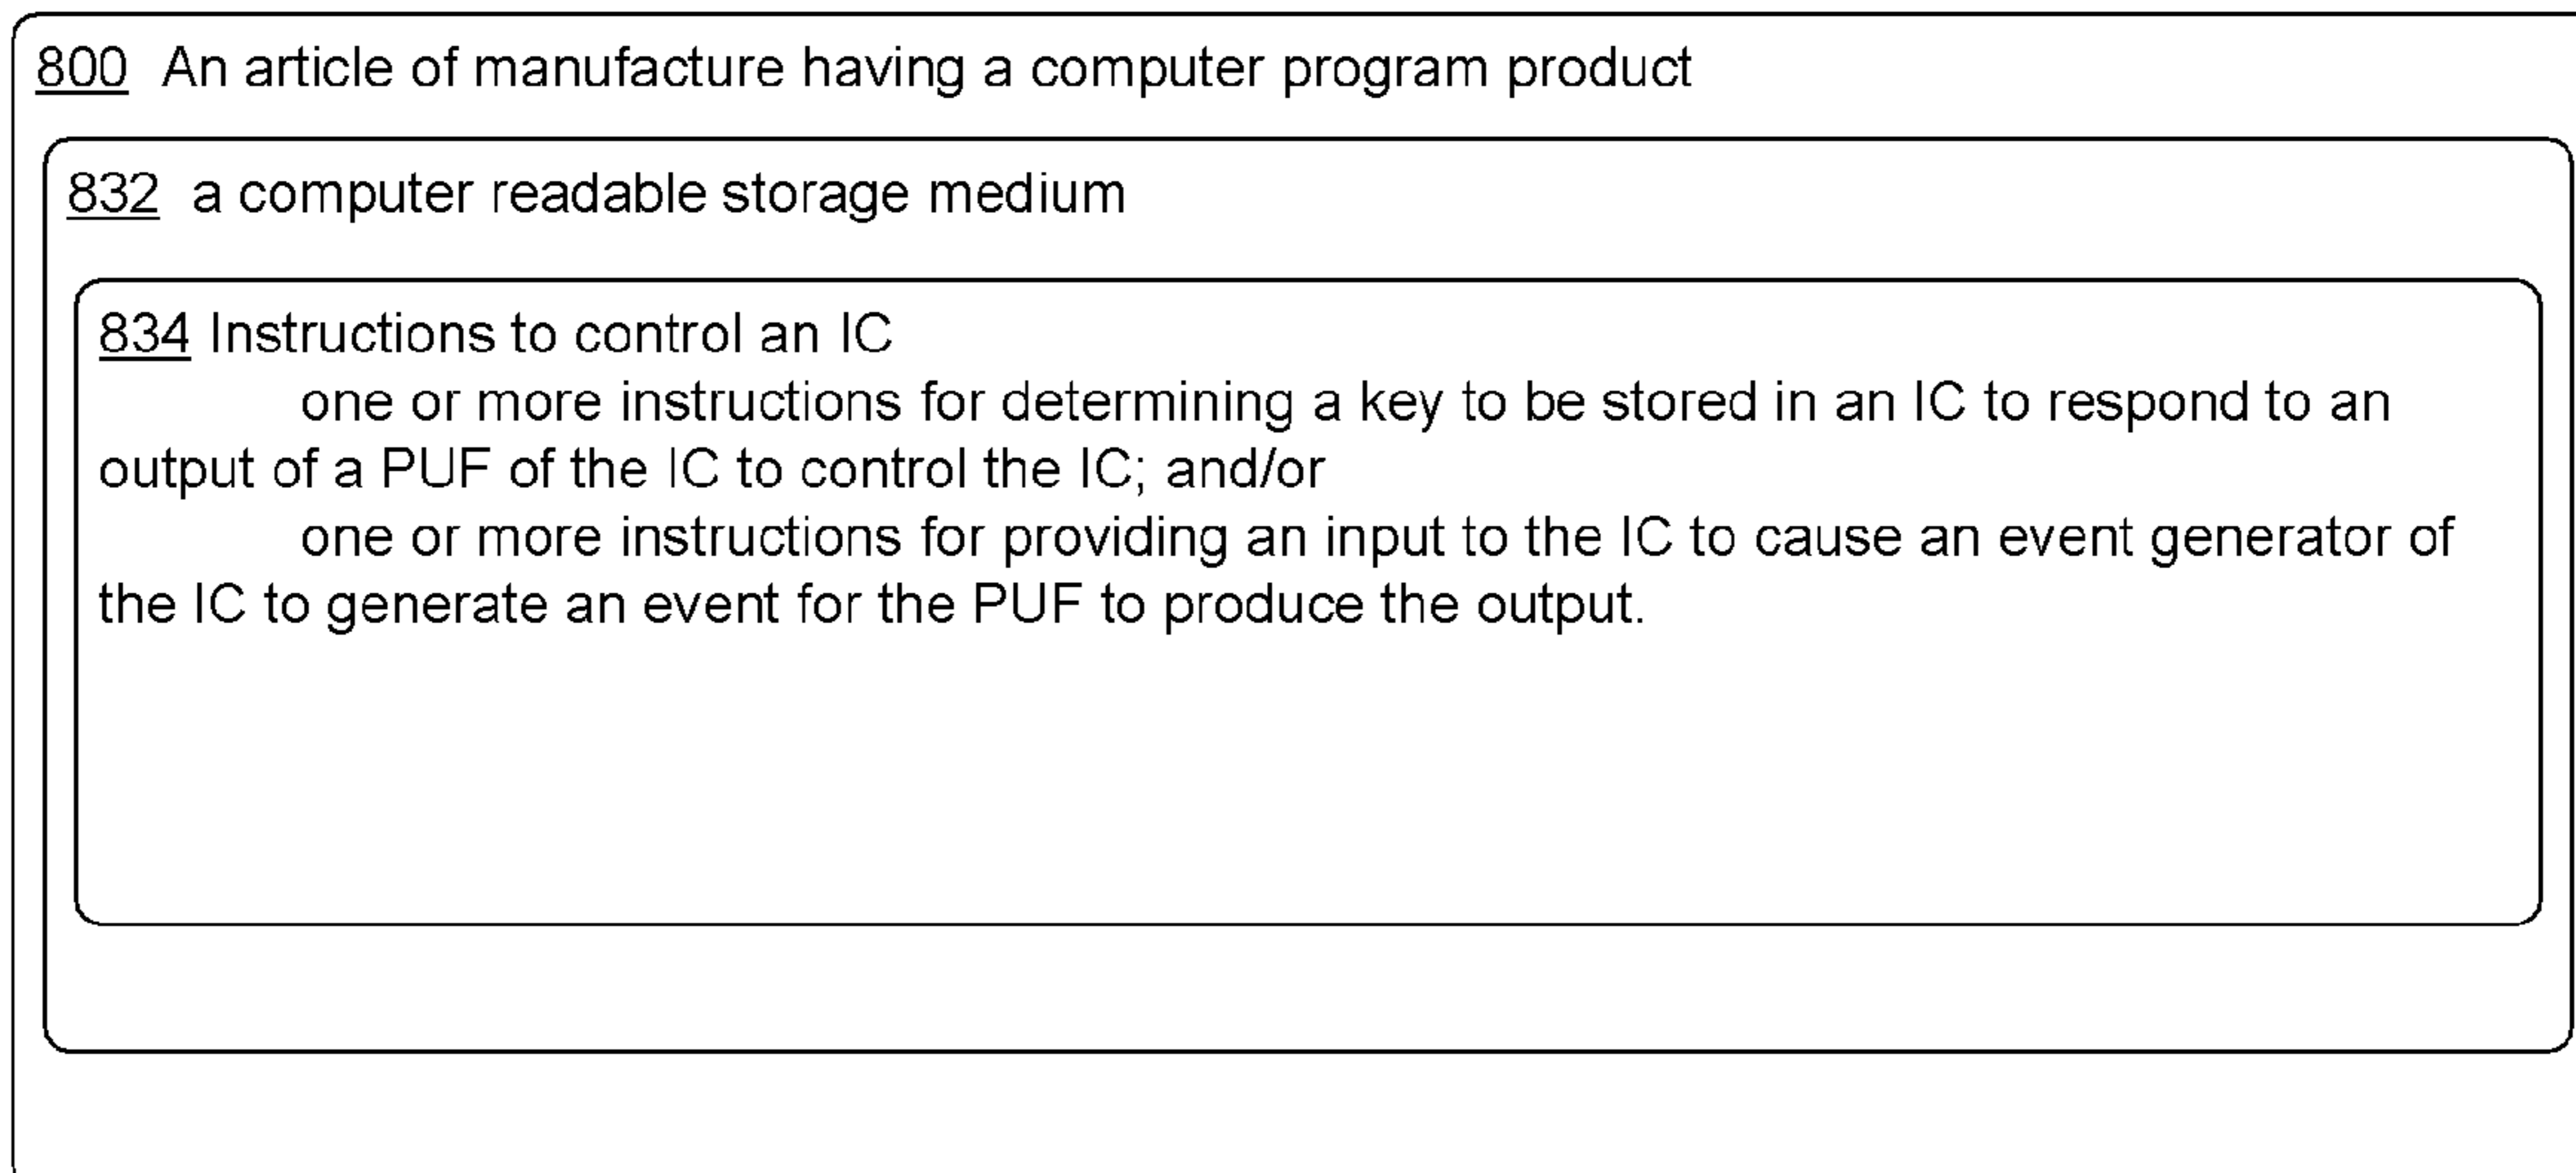 800 An article of manufacture having a computer program product
832 a computer readable storage medium
834 Instructions to control an IC
one or more instructions for determining a key to be stored in an IC to respond to an
output of a PUF of the IC to control the IC; and/or
one or more instructions for providing an input to the IC to cause an event generator of
the IC to generate an event for the PUF to produce the output.